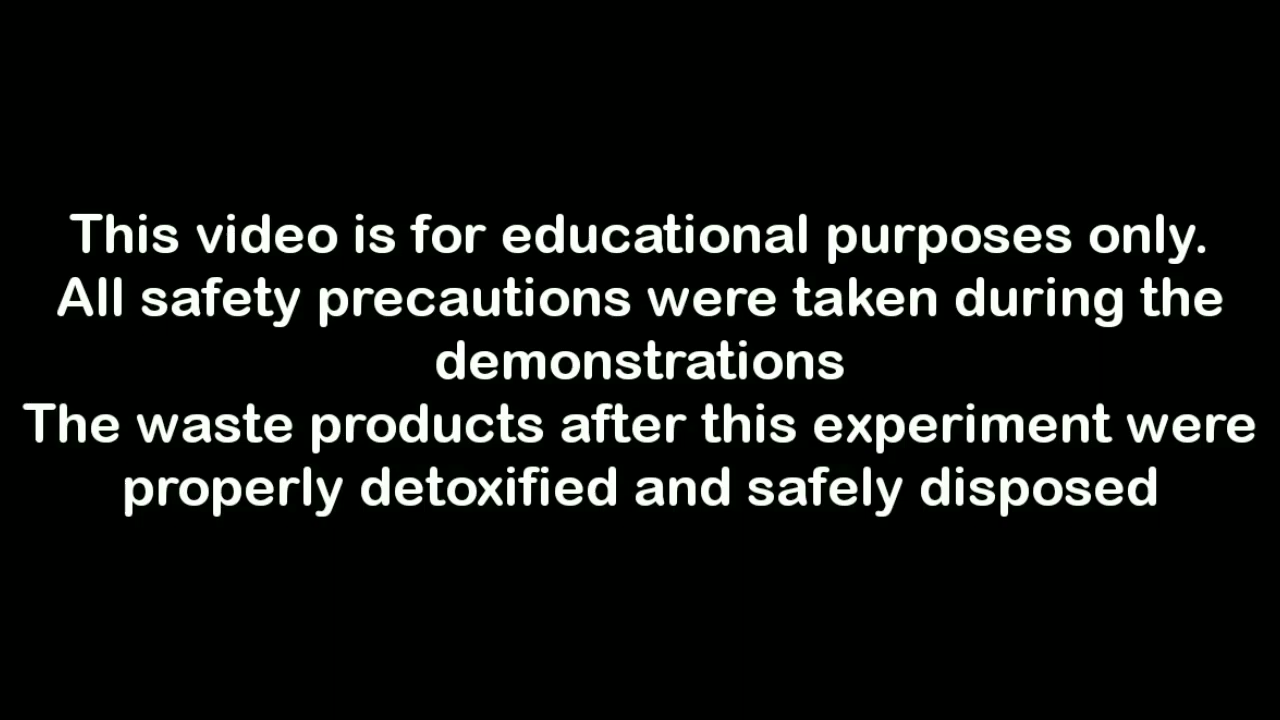 This video is for educational purposes only.
All safety precautions were taken during the
demonstrations
The waste products after this experiment were
properly detoxified and safely disposed